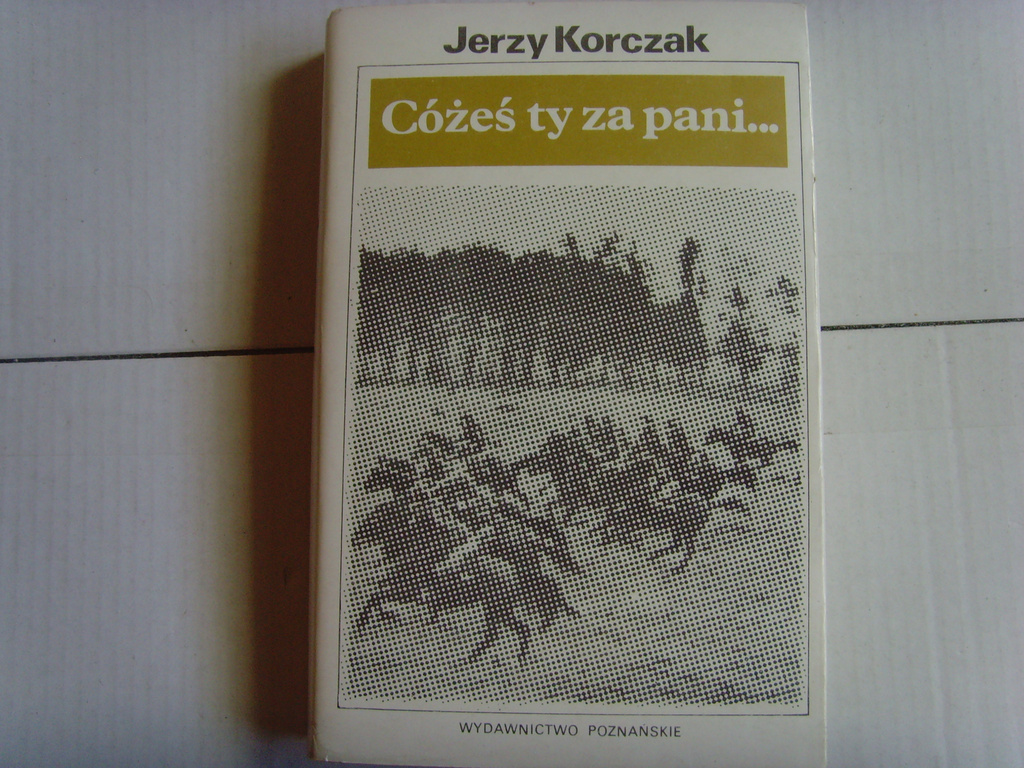 Jerzy Korczak
Cóżeś ty za pani...
WYDAWNICTWO POZNAŃSKIE